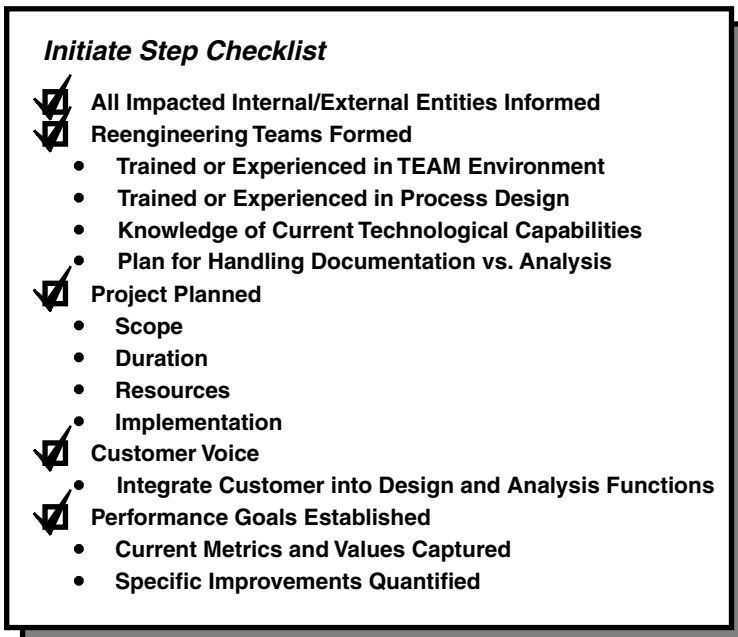 Initiate Step Checklist
All Impacted Internal/External Entities Informed
Reengineering Teams Formed
• Trained or Experienced in TEAM Environment
• Trained or Experienced in Process Design
• Knowledge of Current Technological Capabilities
• Plan for Handling Documentation vs. Analysis
Project Planned
• Scope
• Duration
• Resources
• Implementation
Customer Voice
• Integrate Customer into Design and Analysis Functions
Performance Goals Established
• Current Metrics and Values Captured
• Specific Improvements Quantified